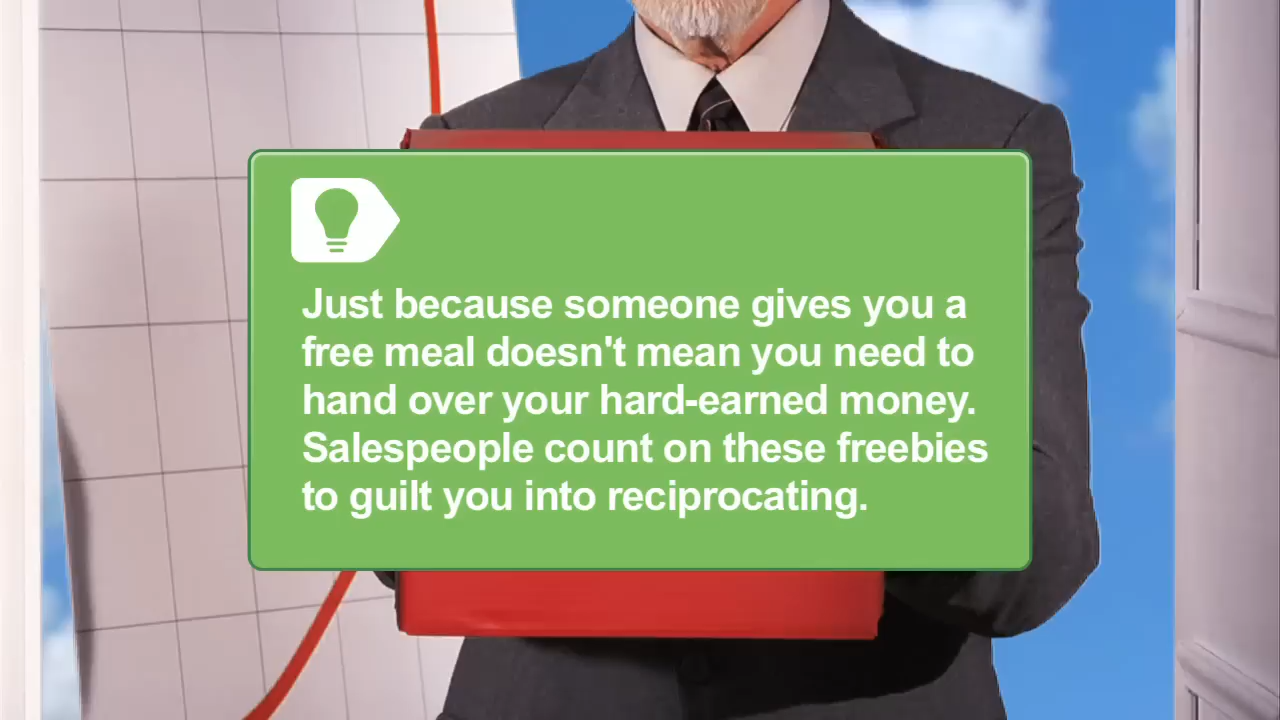 Just because someone gives you a
free meal doesn't mean you need to
hand over your hard-earned money.
Salespeople count on these freebies
to guilt you into reciprocating.